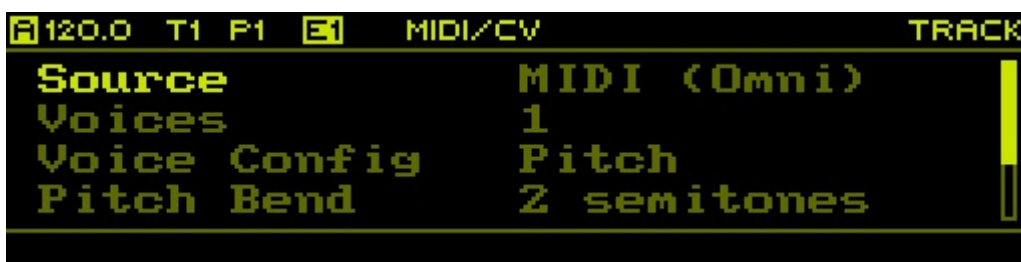 A 120.0 T1 P1 E1 MIDI/CV TRACK
Source MIDI (Omni)
Voices 1
Voice Config Pitch
Pitch Bend 2 semitones